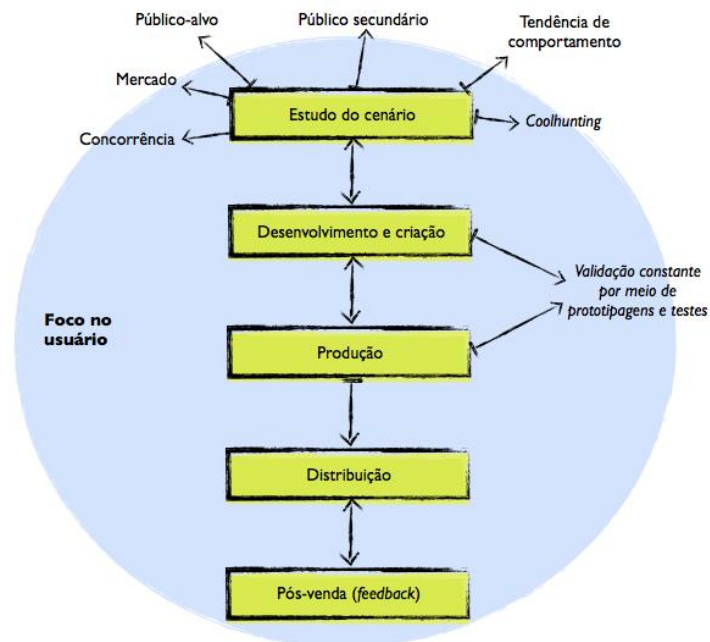 Público-alvo
Público secundário
Tendência de
comportamento
Mercado
Estudo do cenário
Coolhunting
Concorrência
Desenvolvimento e criação
Validação constante
por meio de
prototipagens e testes
Foco no
usuário
Produção
Distribuição
Pós-venda (feedback)